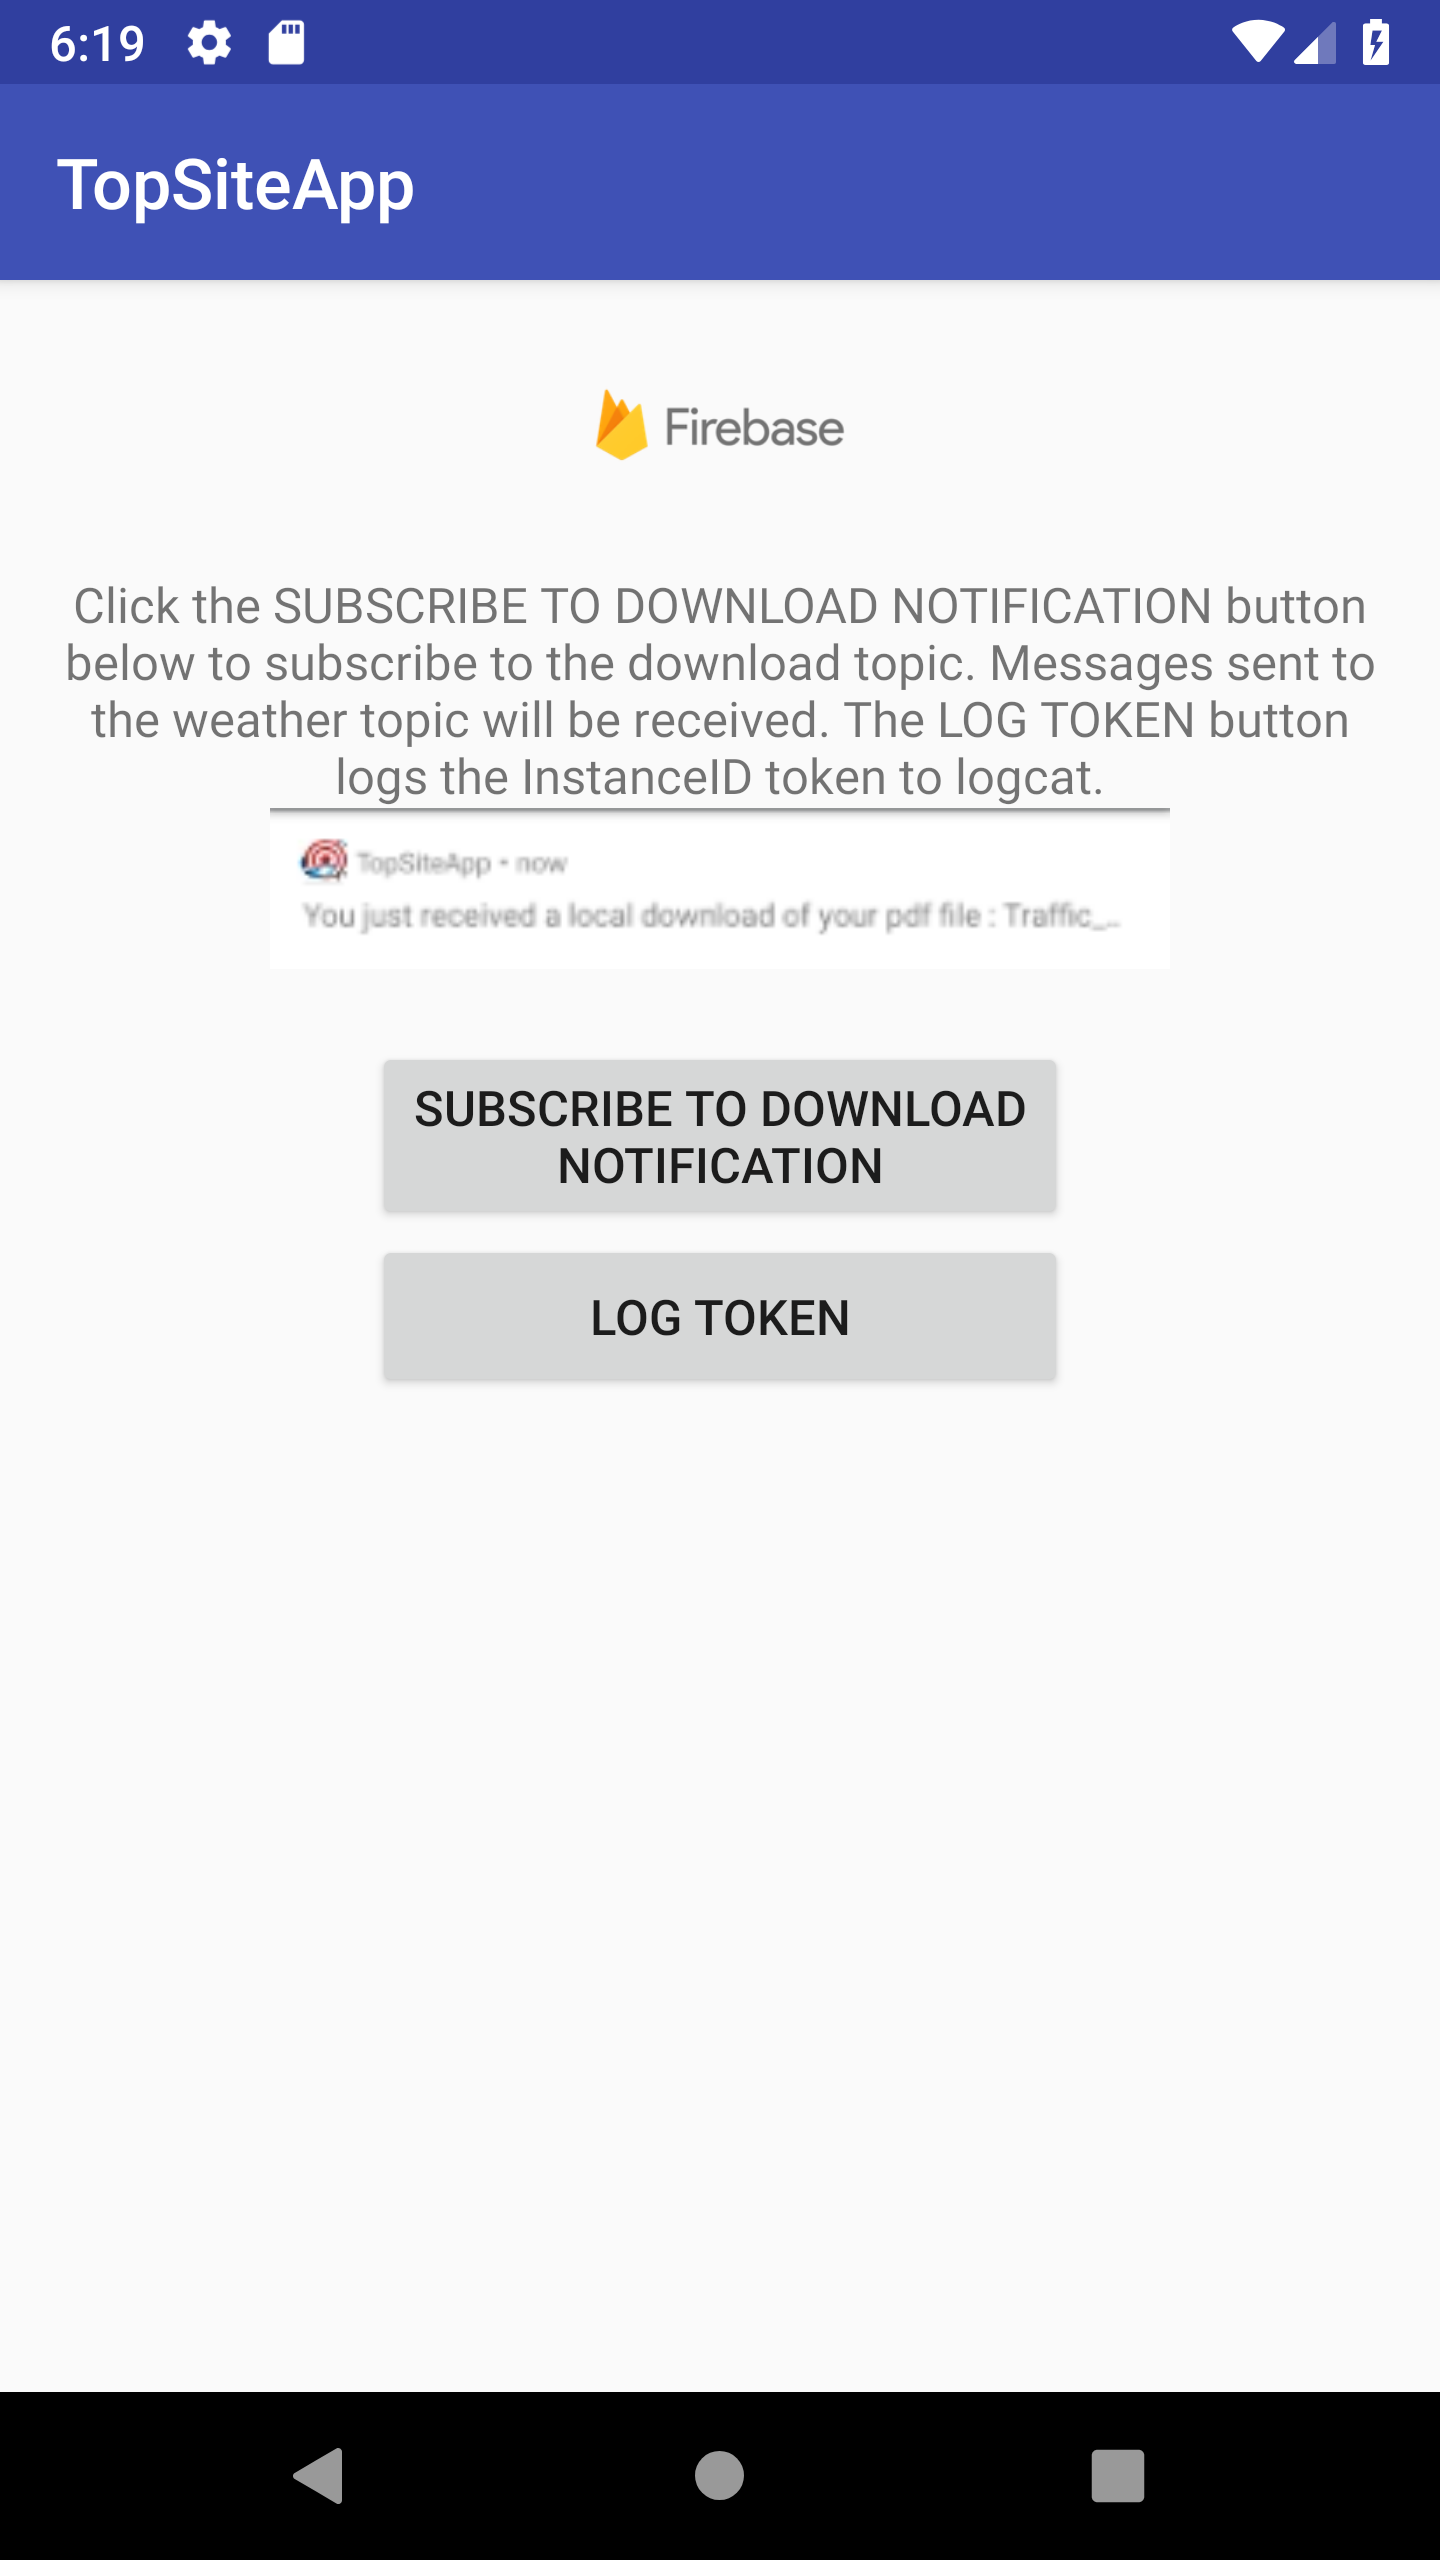 6:19
TopSiteApp
Firebase
Click the SUBSCRIBE TO DOWNLOAD NOTIFICATION button
below to subscribe to the download topic. Messages sent to
the weather topic will be received. The LOG TOKEN button
logs the InstanceID token to logcat.
TopSiteApp • now
You just received a local download of your pdf file : Traffic_..
SUBSCRIBE TO DOWNLOAD
NOTIFICATION
LOG TOKEN